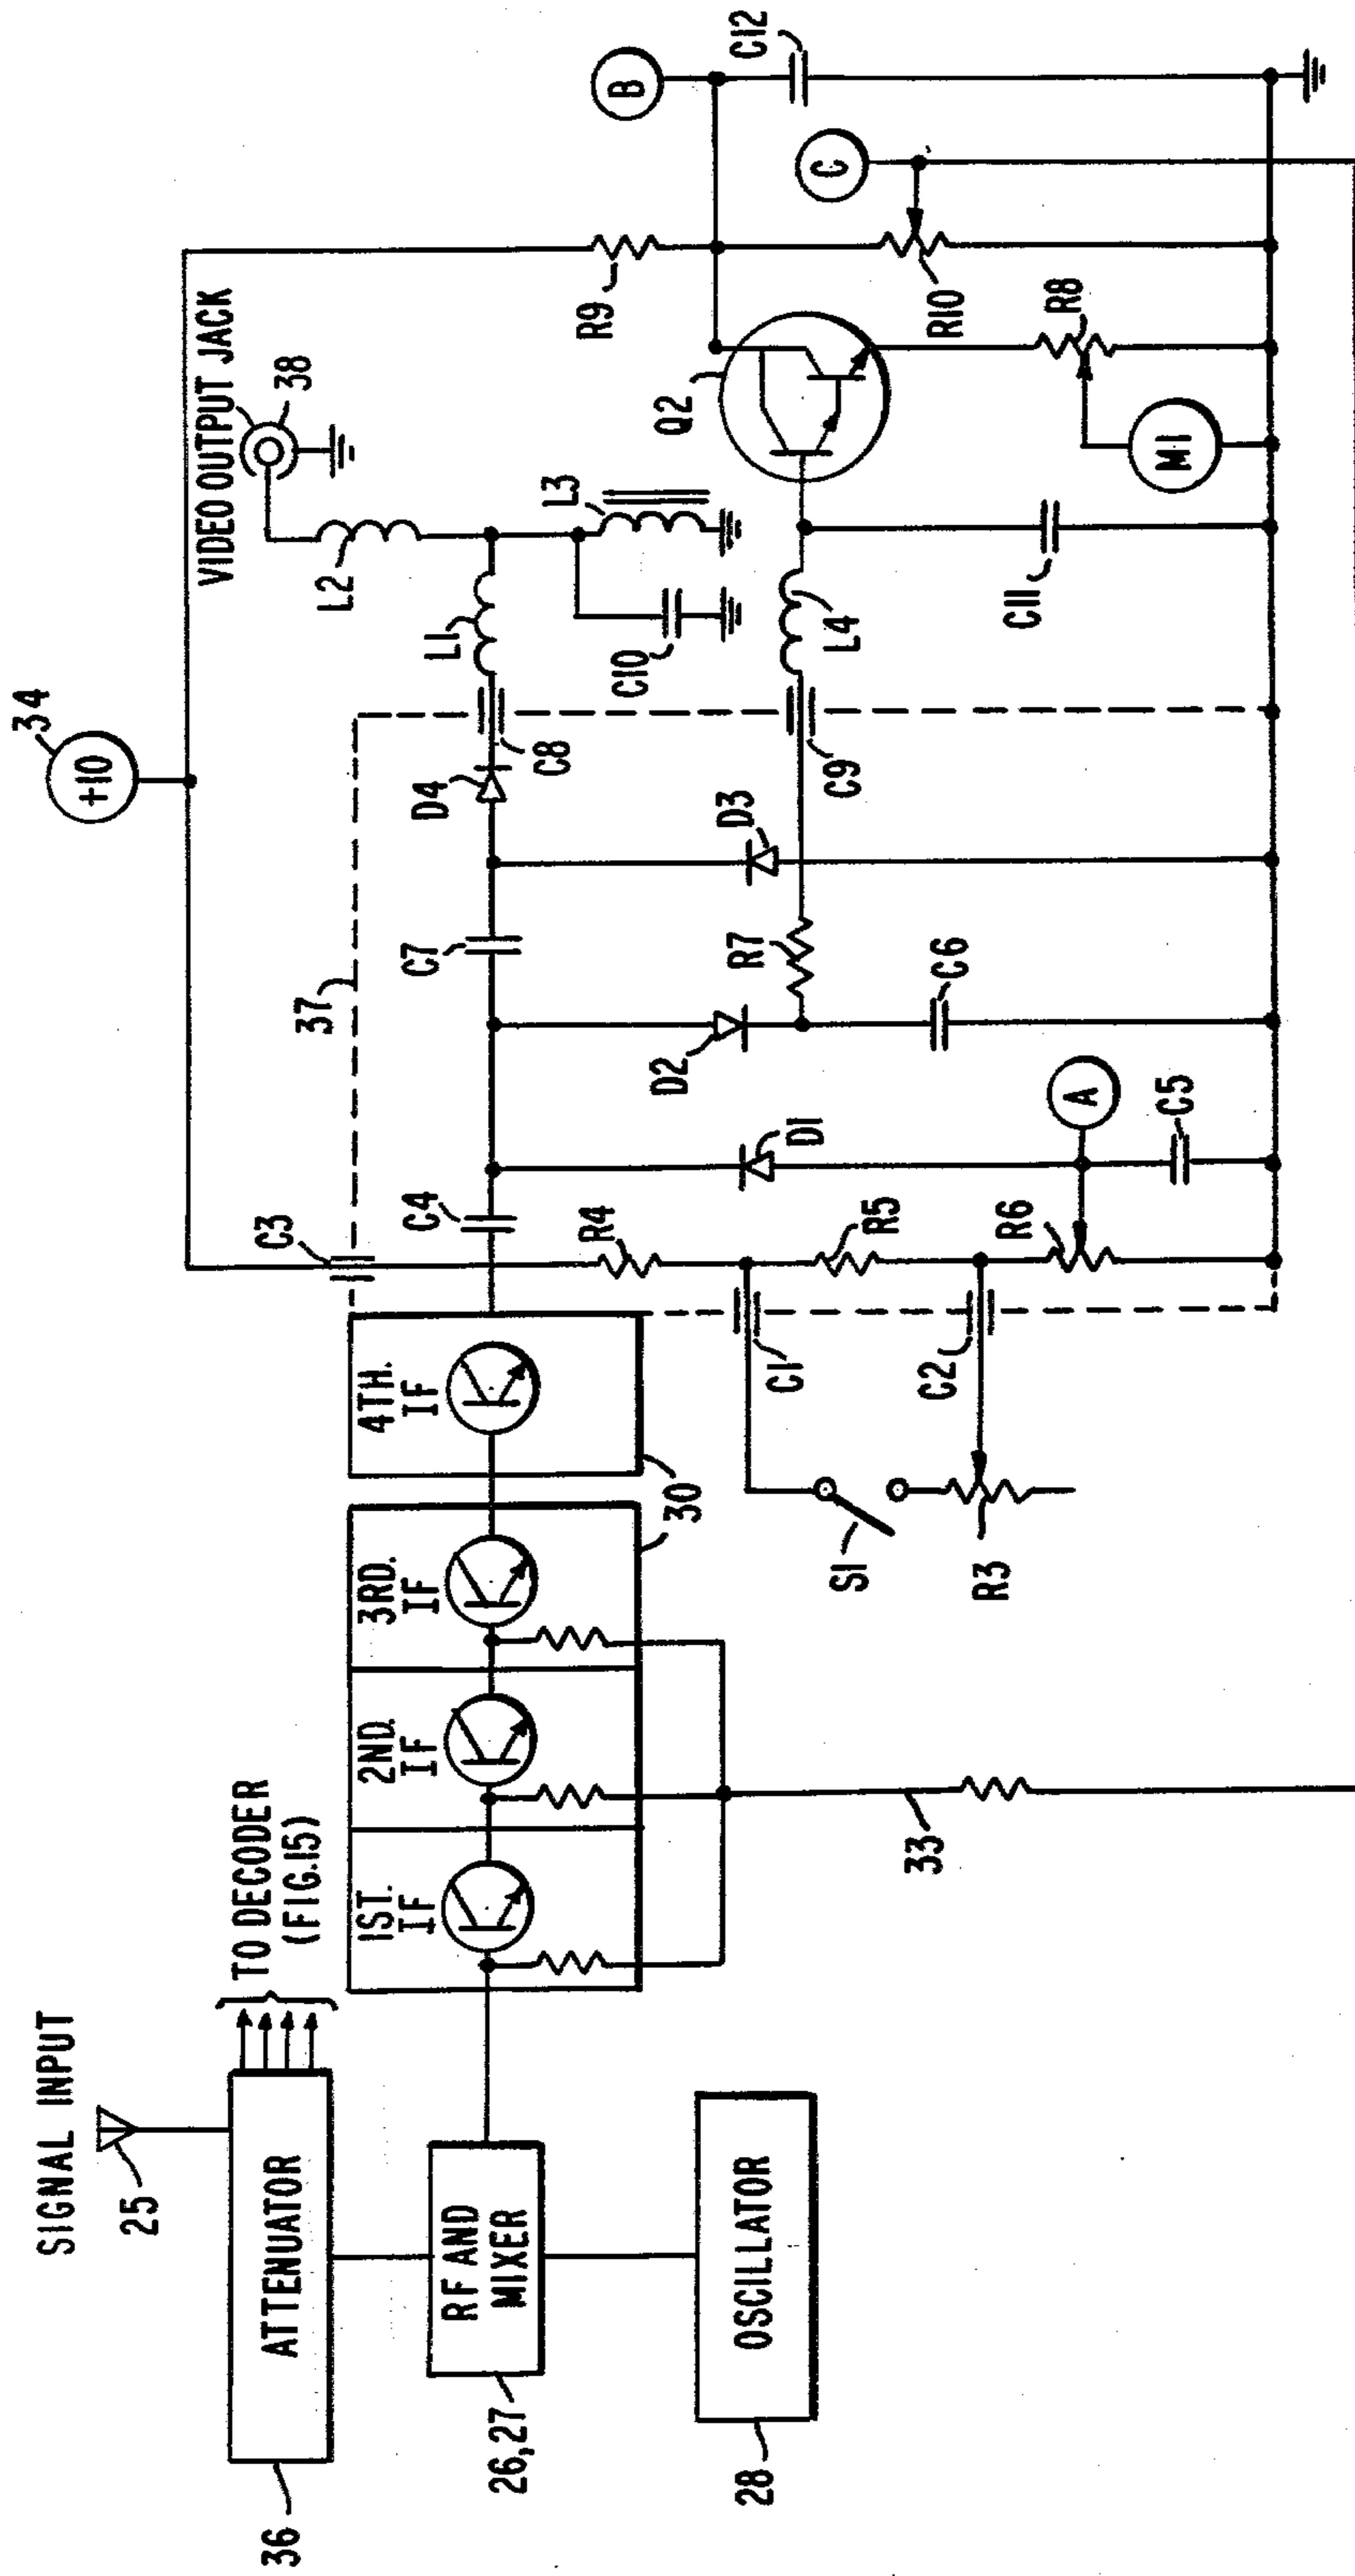 SIGNAL INPUT
25
ATTENUATOR
36
TO DECODER
(FIG.15)
RF AND
MIXER
26,27
OSCILLATOR
28
1ST.
IF
2ND.
IF
3RD.
IF
4TH.
IF
30
33
34
+10
C3
37
C4
C7
D4
C8
L1
L2
VIDEO OUTPUT JACK
38
L3
C10
R4
D1
D2
R7
D3
C9
L4
Q2
R9
B
C12
C
S1
R3
C1
C2
R5
R6
A
C5
C6
C11
M1
R8
R10